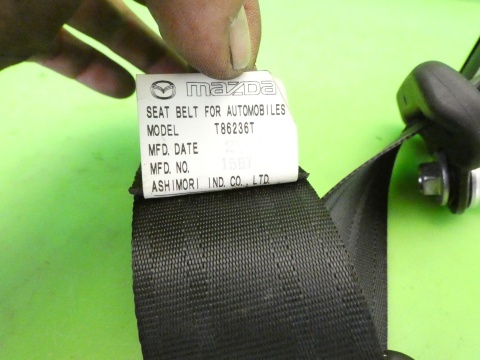 mazda
SEAT BELT FOR AUTOMOBILES
MODEL T86236T
MFD. DATE
MFD. NO.
ASHIMORI IND. CO., LTD.